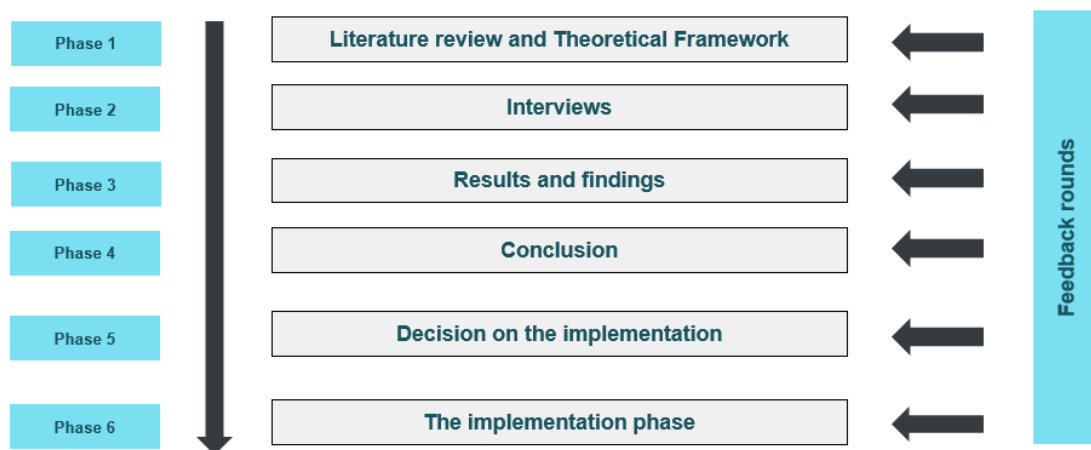 Phase 1
Literature review and Theoretical Framework
Phase 2
Interviews
Phase 3
Results and findings
Phase 4
Conclusion
Phase 5
Decision on the implementation
Phase 6
The implementation phase
Feedback rounds